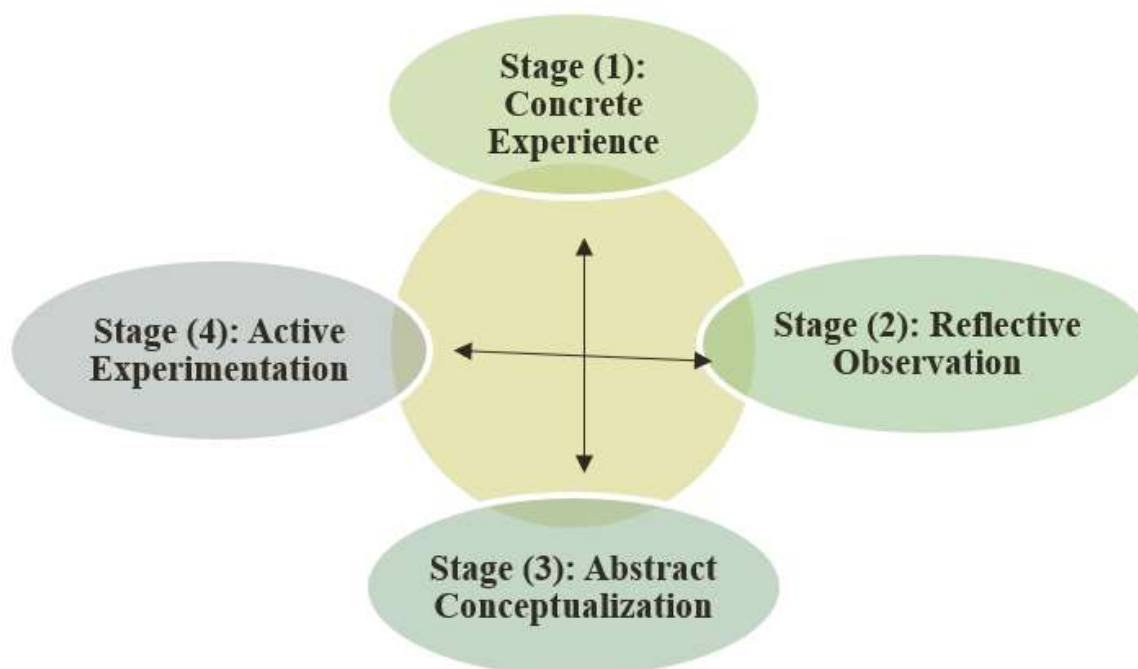 Stage (1):
Concrete
Experience
Stage (2): Reflective
Observation
Stage (3): Abstract
Conceptualization
Stage (4): Active
Experimentation